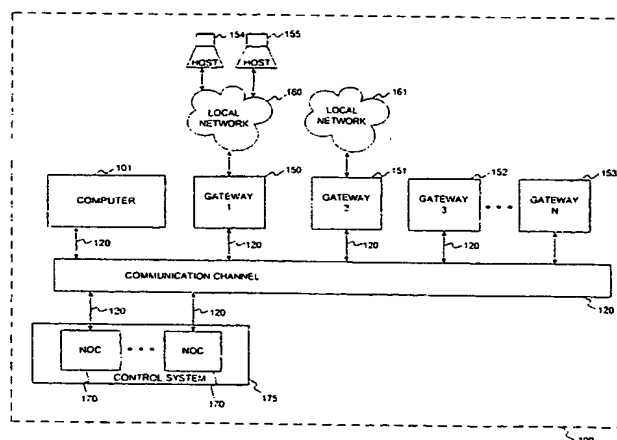 154 155
HOST HOST
160 161
LOCAL NETWORK LOCAL NETWORK
101 150 151 152 153
COMPUTER GATEWAY 1 GATEWAY 2 GATEWAY 3 GATEWAY N
120 120 120 120
COMMUNICATION CHANNEL
120 120 120
NOC NOC
CONTROL SYSTEM
170 170 175